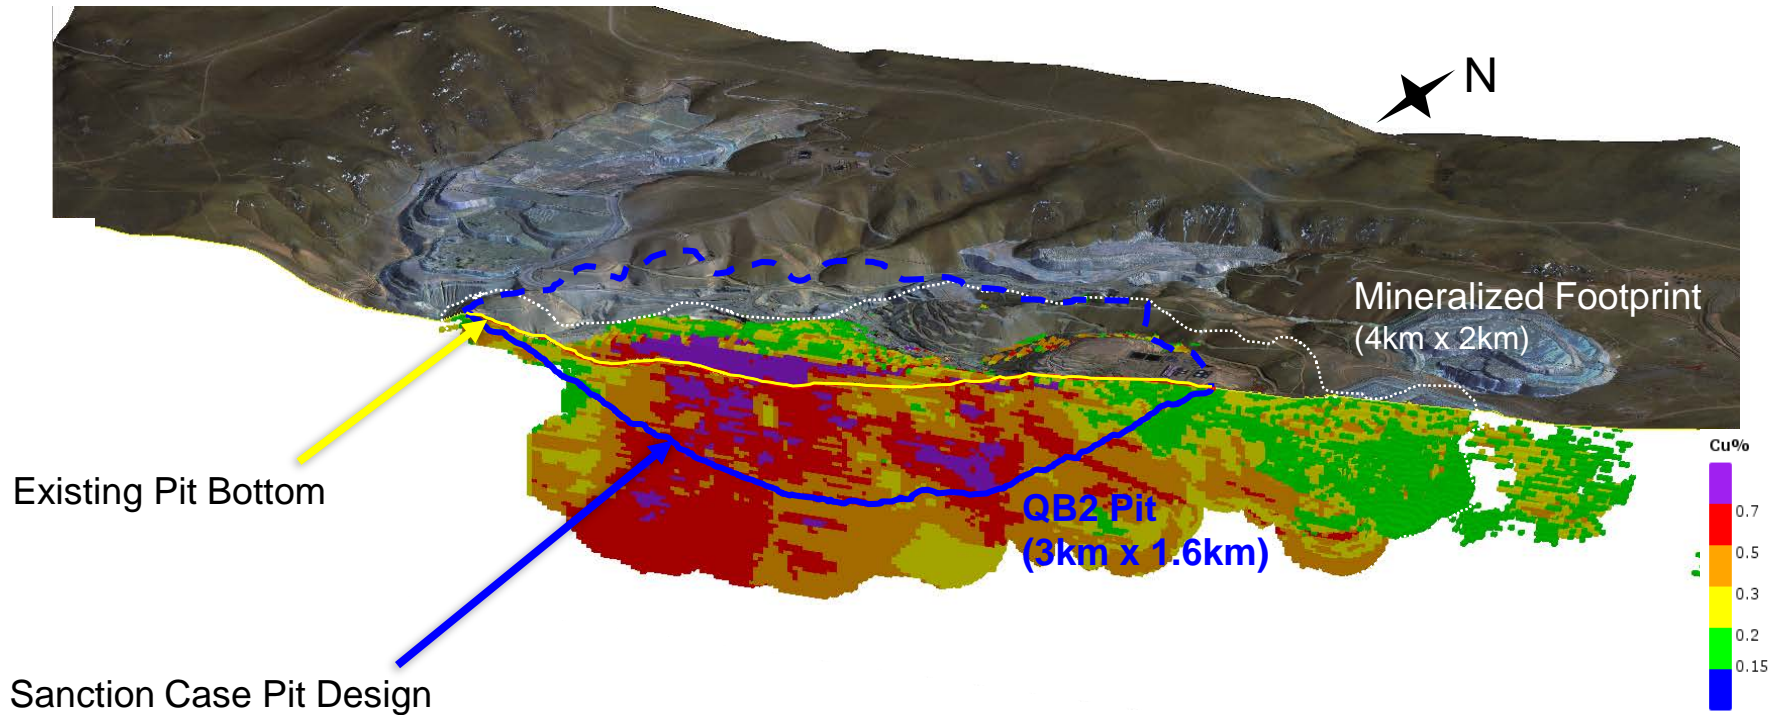 N
Mineralized Footprint
(4km x 2km)
Cu%
0.7
0.5
0.3
0.2
0.15
Existing Pit Bottom
QB2 Pit
(3km x 1.6km)
Sanction Case Pit Design